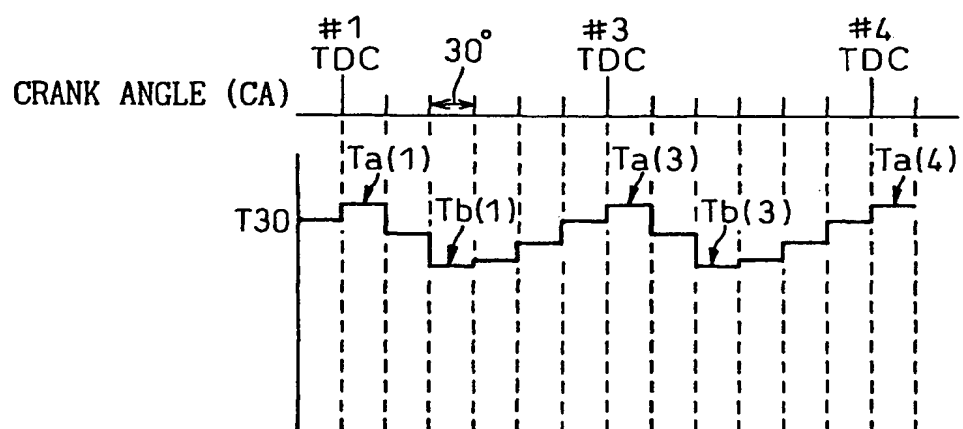 #1 #3 #4
TDC 30° TDC TDC
CRANK ANGLE (CA)
Ta(1) Ta(3) Ta(4)
T30 Tb(1) Tb(3)